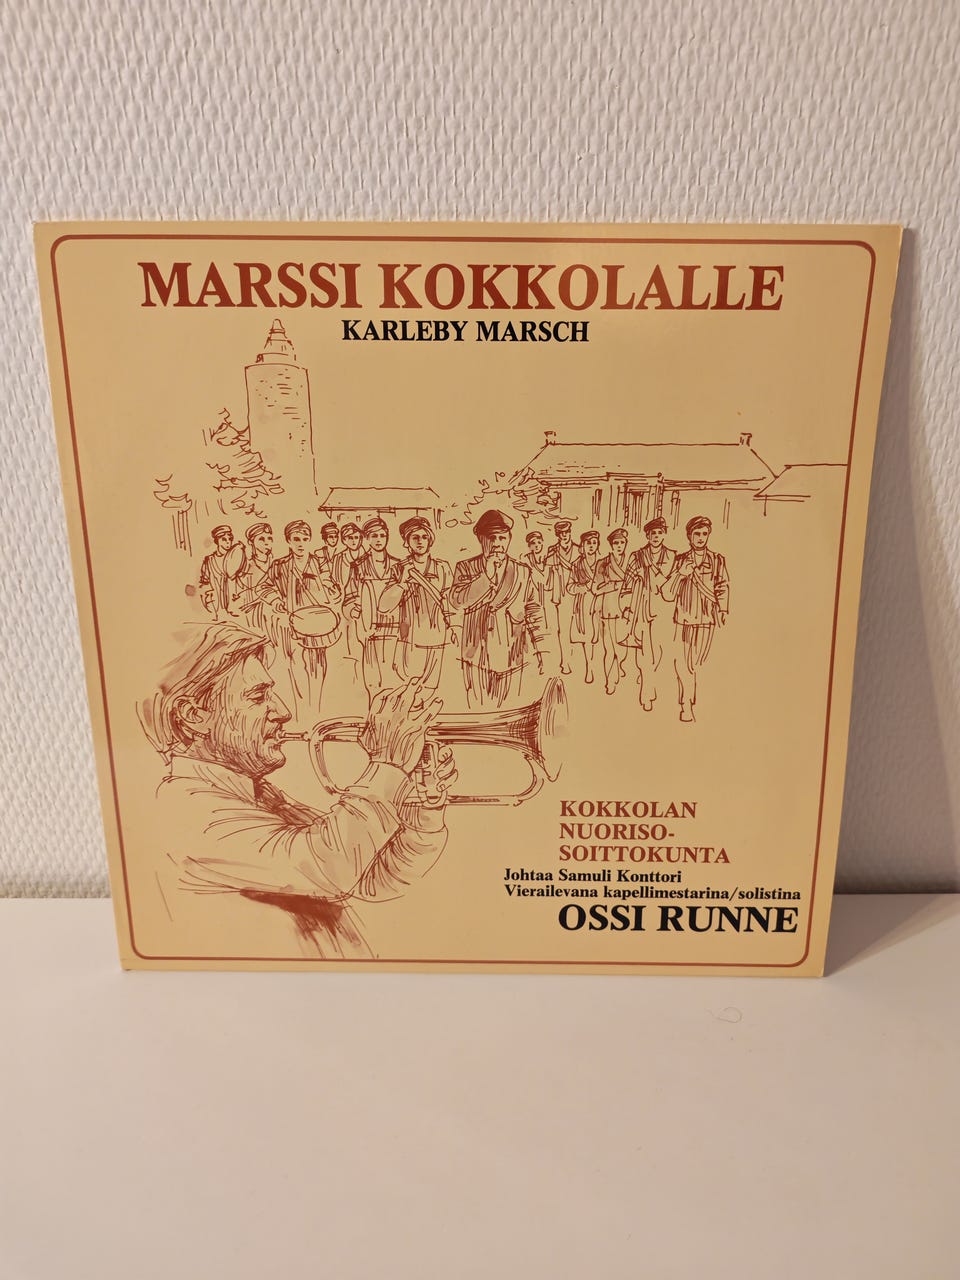 MARSSI KOKKOLALLE
KARLEBY MARSCH
KOKKOLAN
NUORISO-
SOITTOKUNTA
Johtaa Samuli Konttori
Vierailevana kapellimestarina/solistina
OSSI RUNNE